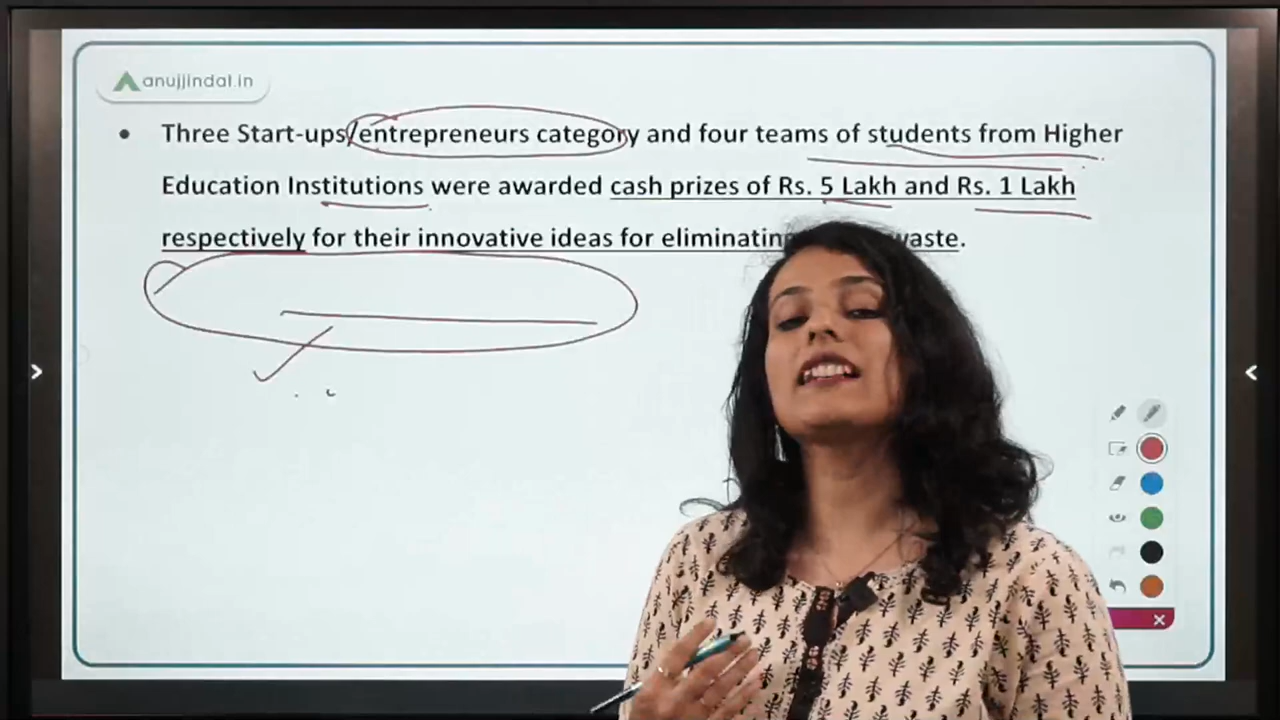 anujjindal.in
• Three Start-ups/entrepreneurs category and four teams of students from Higher
Education Institutions were awarded cash prizes of Rs. 5 Lakh and Rs. 1 Lakh
respectively for their innovative ideas for eliminating waste.